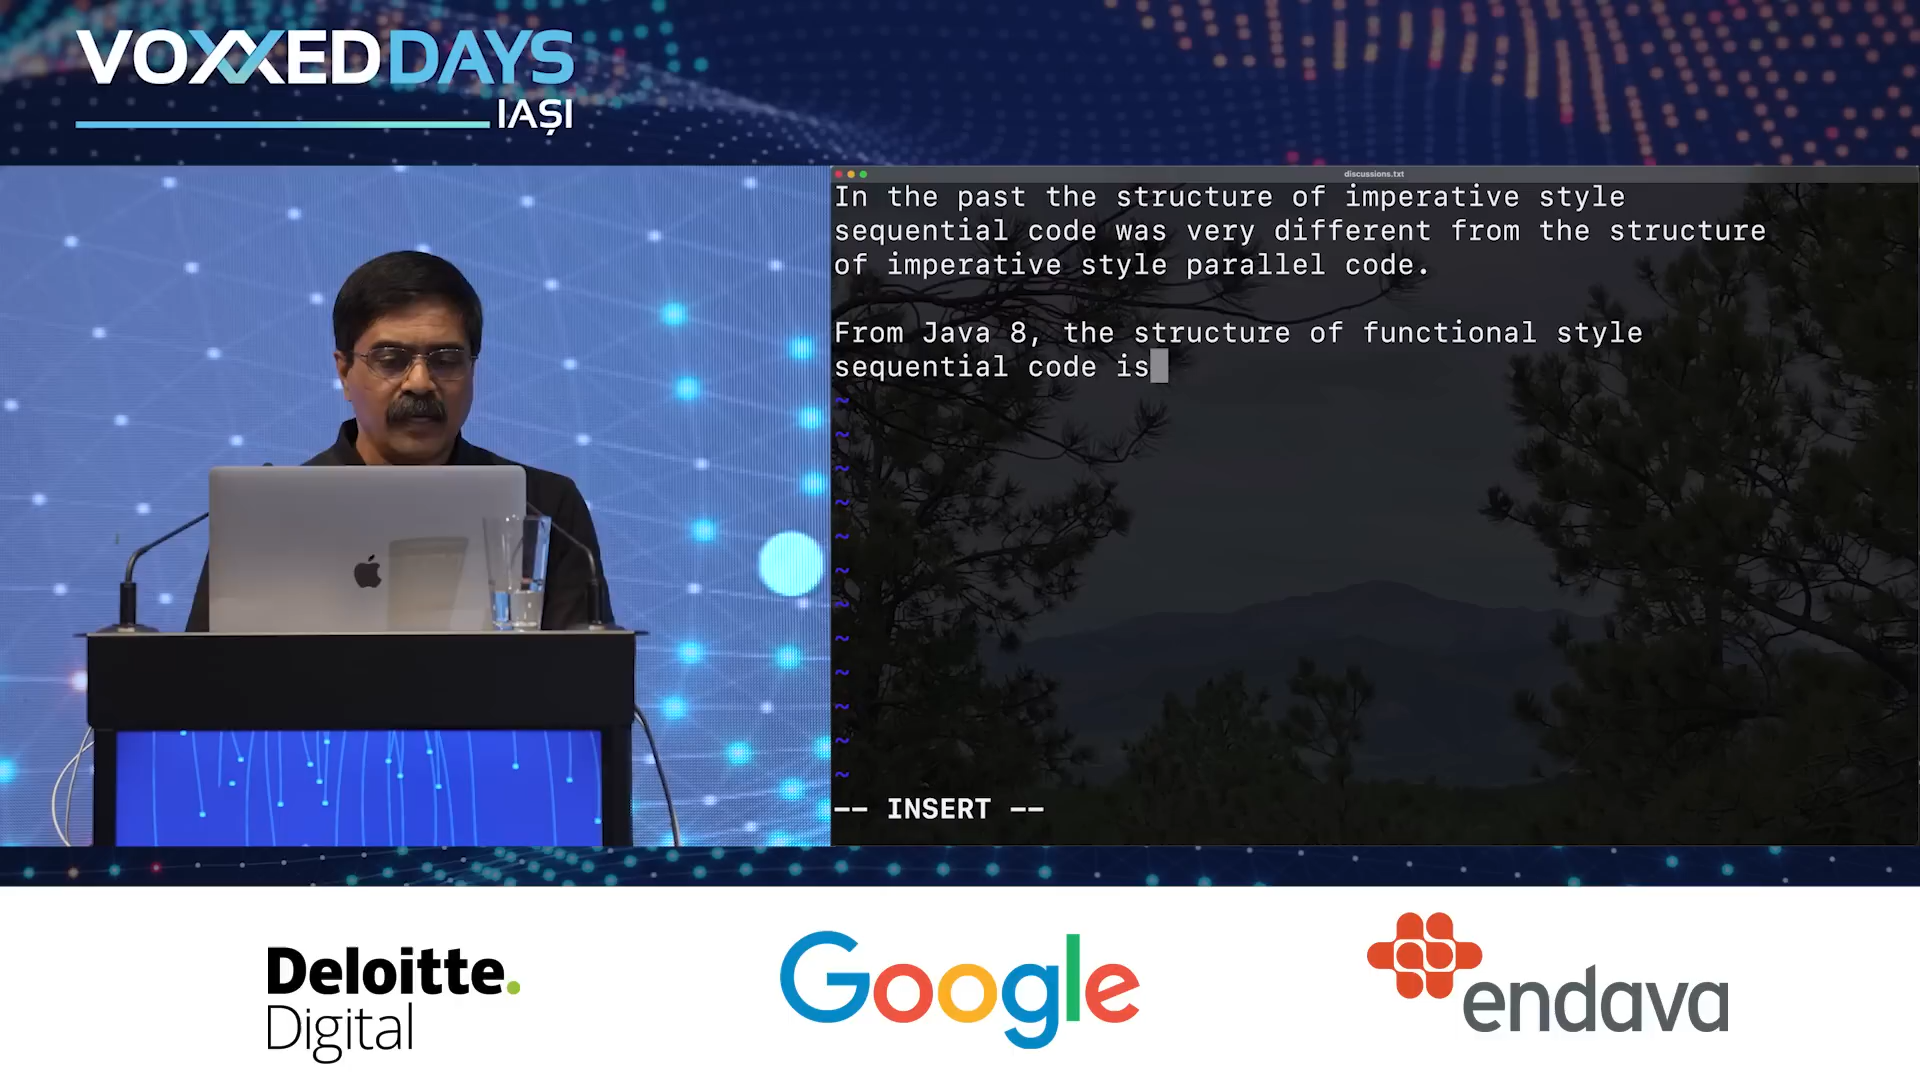 VOXXEDDAYS
IAȘI
discussions.txt
In the past the structure of imperative style
sequential code was very different from the structure
of imperative style parallel code.
From Java 8, the structure of functional style
sequential code is
~
~
~
~
~
~
~
~
~
~
~
~
-- INSERT --
Deloitte.
Digital
Google
endava